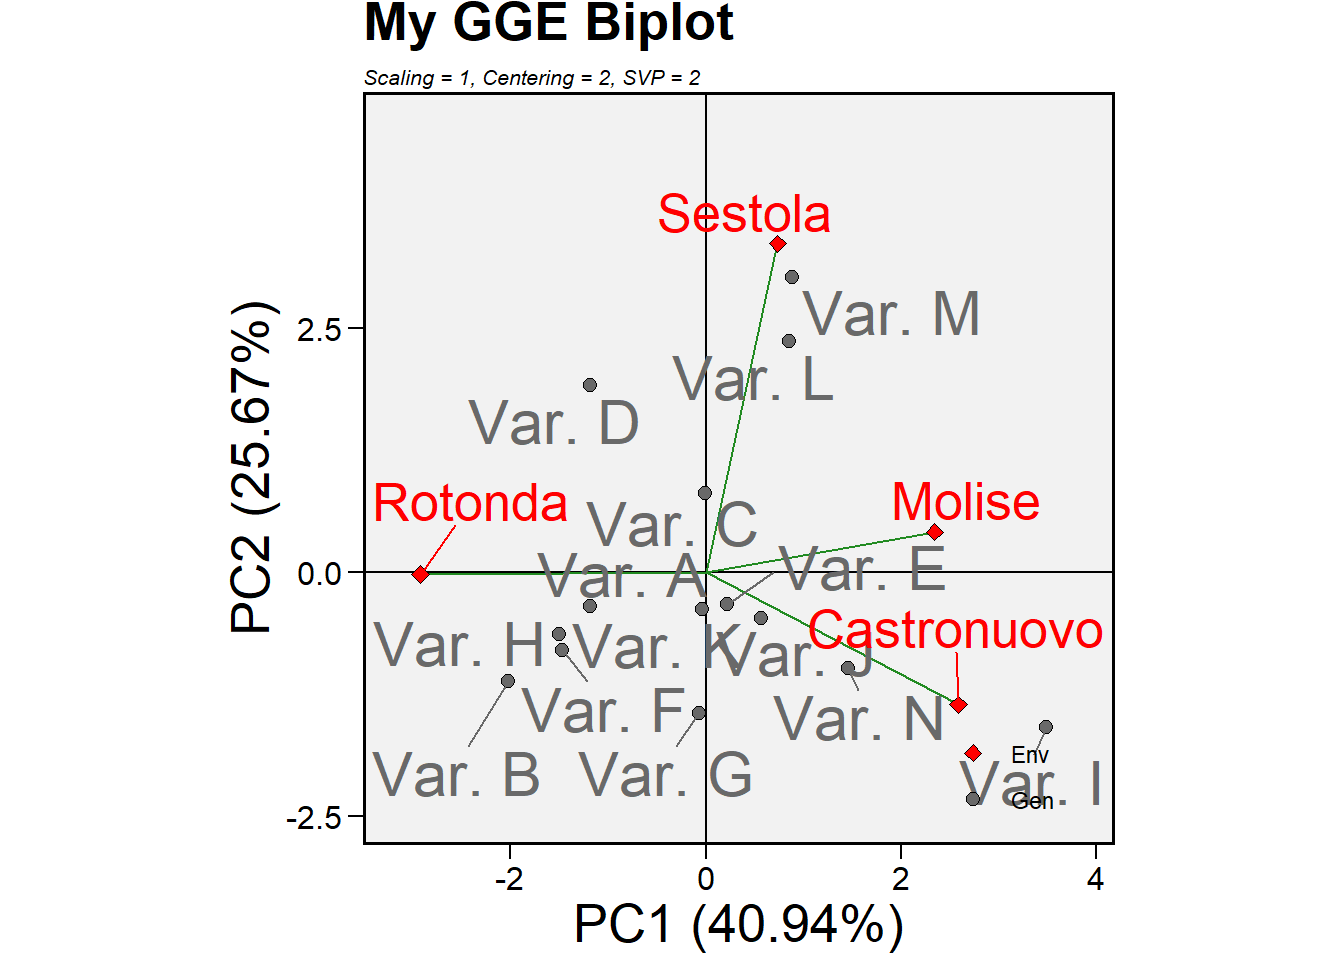 My GGE Biplot
Scaling = 1, Centering = 2, SVP = 2
Sestola
Var. M
2.5
Var. L
Var. D
Rotonda
Molise
Var. C
Var. E
0.0
Var. A
Castronuovo
Var. H
Var. K
Var. J
Var. F
Var. N
Env
Var. B
Var. G
Var. I
Gen
-2.5
-2
0
2
4
PC1 (40.94%)
PC2 (25.67%)